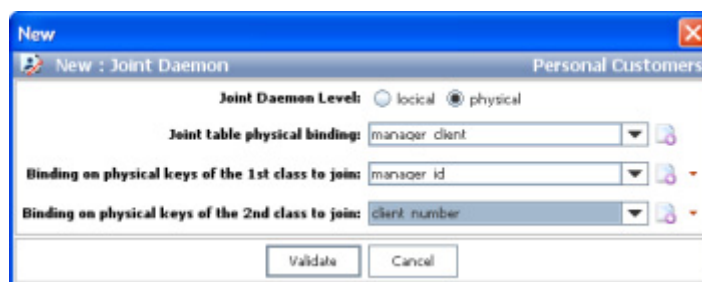 New
New : Joint Daemon Personal Customers
Joint Daemon Level: locical physical
Joint table physical binding: manager client
Binding on physical keys of the 1st class to join: manager id
Binding on physical keys of the 2nd class to join: client number
Validate Cancel